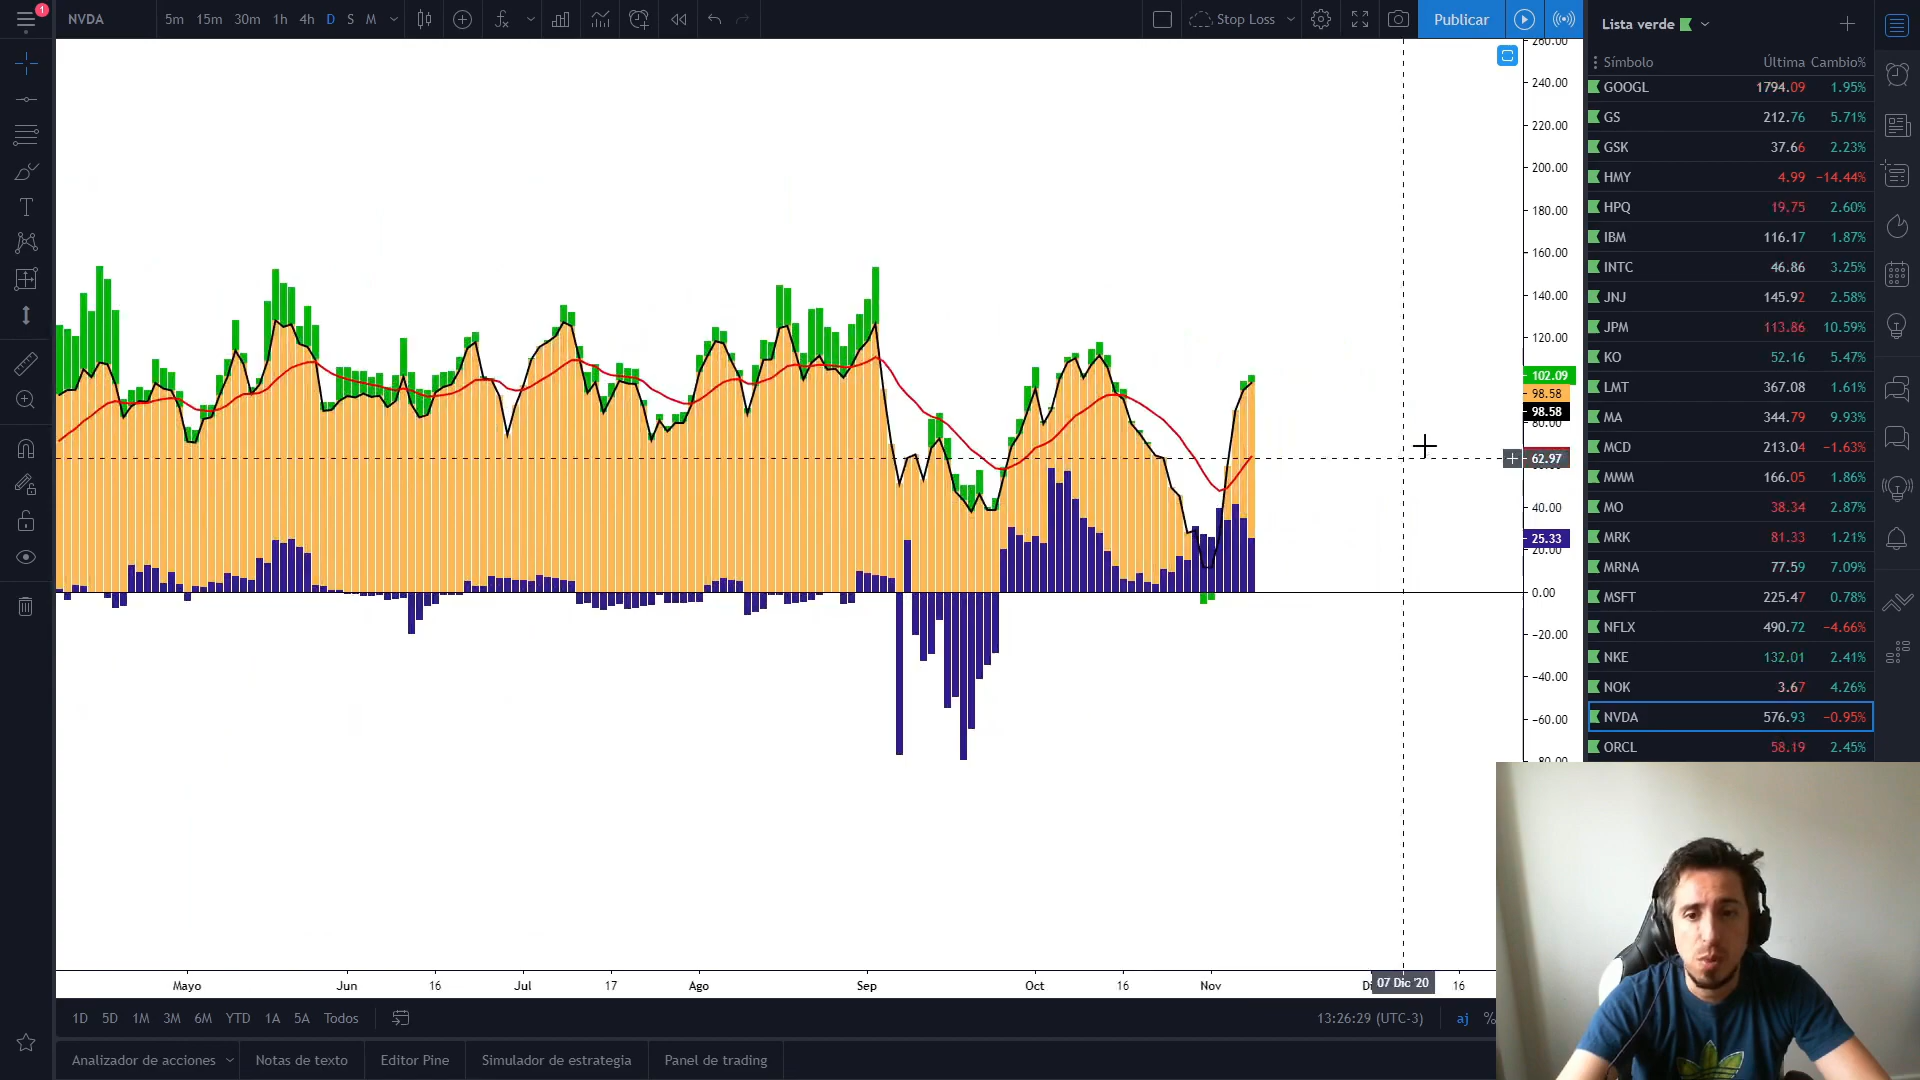 1
NVDA
5m 15m 30m 1h 4h D S M
Stop Loss
Publicar
Lista verde
Símbolo Última Cambio%
GOOGL 1794.09 1.95%
GS 212.76 5.71%
GSK 37.66 2.23%
HMY 4.99 −14.44%
HPQ 19.75 2.60%
IBM 116.17 1.87%
INTC 46.86 3.25%
JNJ 145.92 2.58%
JPM 113.86 10.59%
KO 52.16 5.47%
LMT 367.08 1.61%
MA 344.79 9.93%
MCD 213.04 −1.63%
MMM 166.05 1.86%
MO 38.34 2.87%
MRK 81.33 1.21%
MRNA 77.59 7.09%
MSFT 225.47 0.78%
NFLX 490.72 −4.66%
NKE 132.01 2.41%
NOK 3.67 4.26%
NVDA 576.93 −0.95%
ORCL 58.19 2.45%
260.00
240.00
220.00
200.00
180.00
160.00
140.00
120.00
102.09
98.58
98.58
80.00
62.97
40.00
25.33
20.00
0.00
−20.00
−40.00
−60.00
−80.00
Mayo Jun 16 Jul 17 Ago Sep Oct 16 Nov 07 Dic '20 16
1D 5D 1M 3M 6M YTD 1A 5A Todos
13:26:29 (UTC-3) aj %
Analizador de acciones Notas de texto Editor Pine Simulador de estrategia Panel de trading